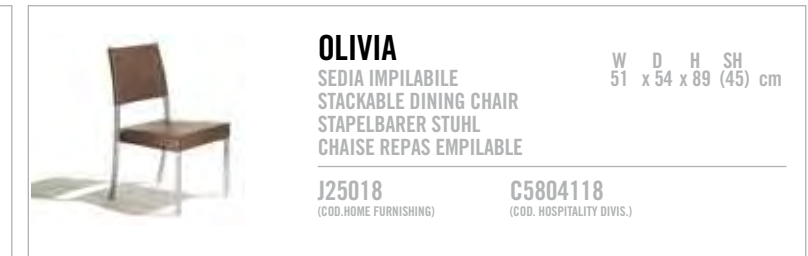 OLIVIA
SEDIA IMPILABILE
STACKABLE DINING CHAIR
STAPELBARER STUHL
CHAISE REPAS EMPILABLE
W D H SH
51 x 54 x 89 (45) cm
J25018
(COD.HOME FURNISHING)
C5804118
(COD. HOSPITALITY DIVIS.)